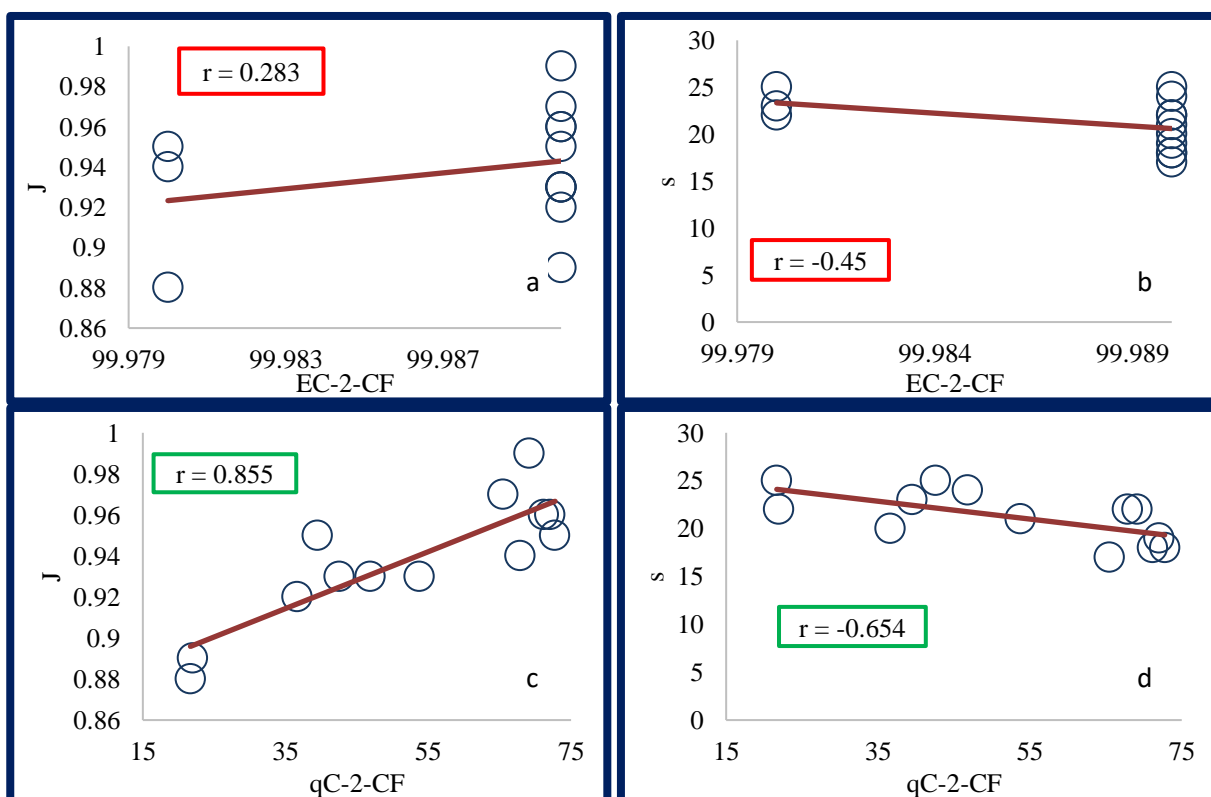 1
0.98
0.96
0.94
0.92
0.9
0.88
0.86
J
r = 0.283
a
99.979 99.983 99.987
EC-2-CF
30
25
20
15
10
5
0
s
r = -0.45
b
99.979 99.984 99.989
EC-2-CF
1
0.98
0.96
0.94
0.92
0.9
0.88
0.86
J
r = 0.855
c
15 35 55 75
qC-2-CF
30
25
20
15
10
5
0
s
r = -0.654
d
15 35 55 75
qC-2-CF